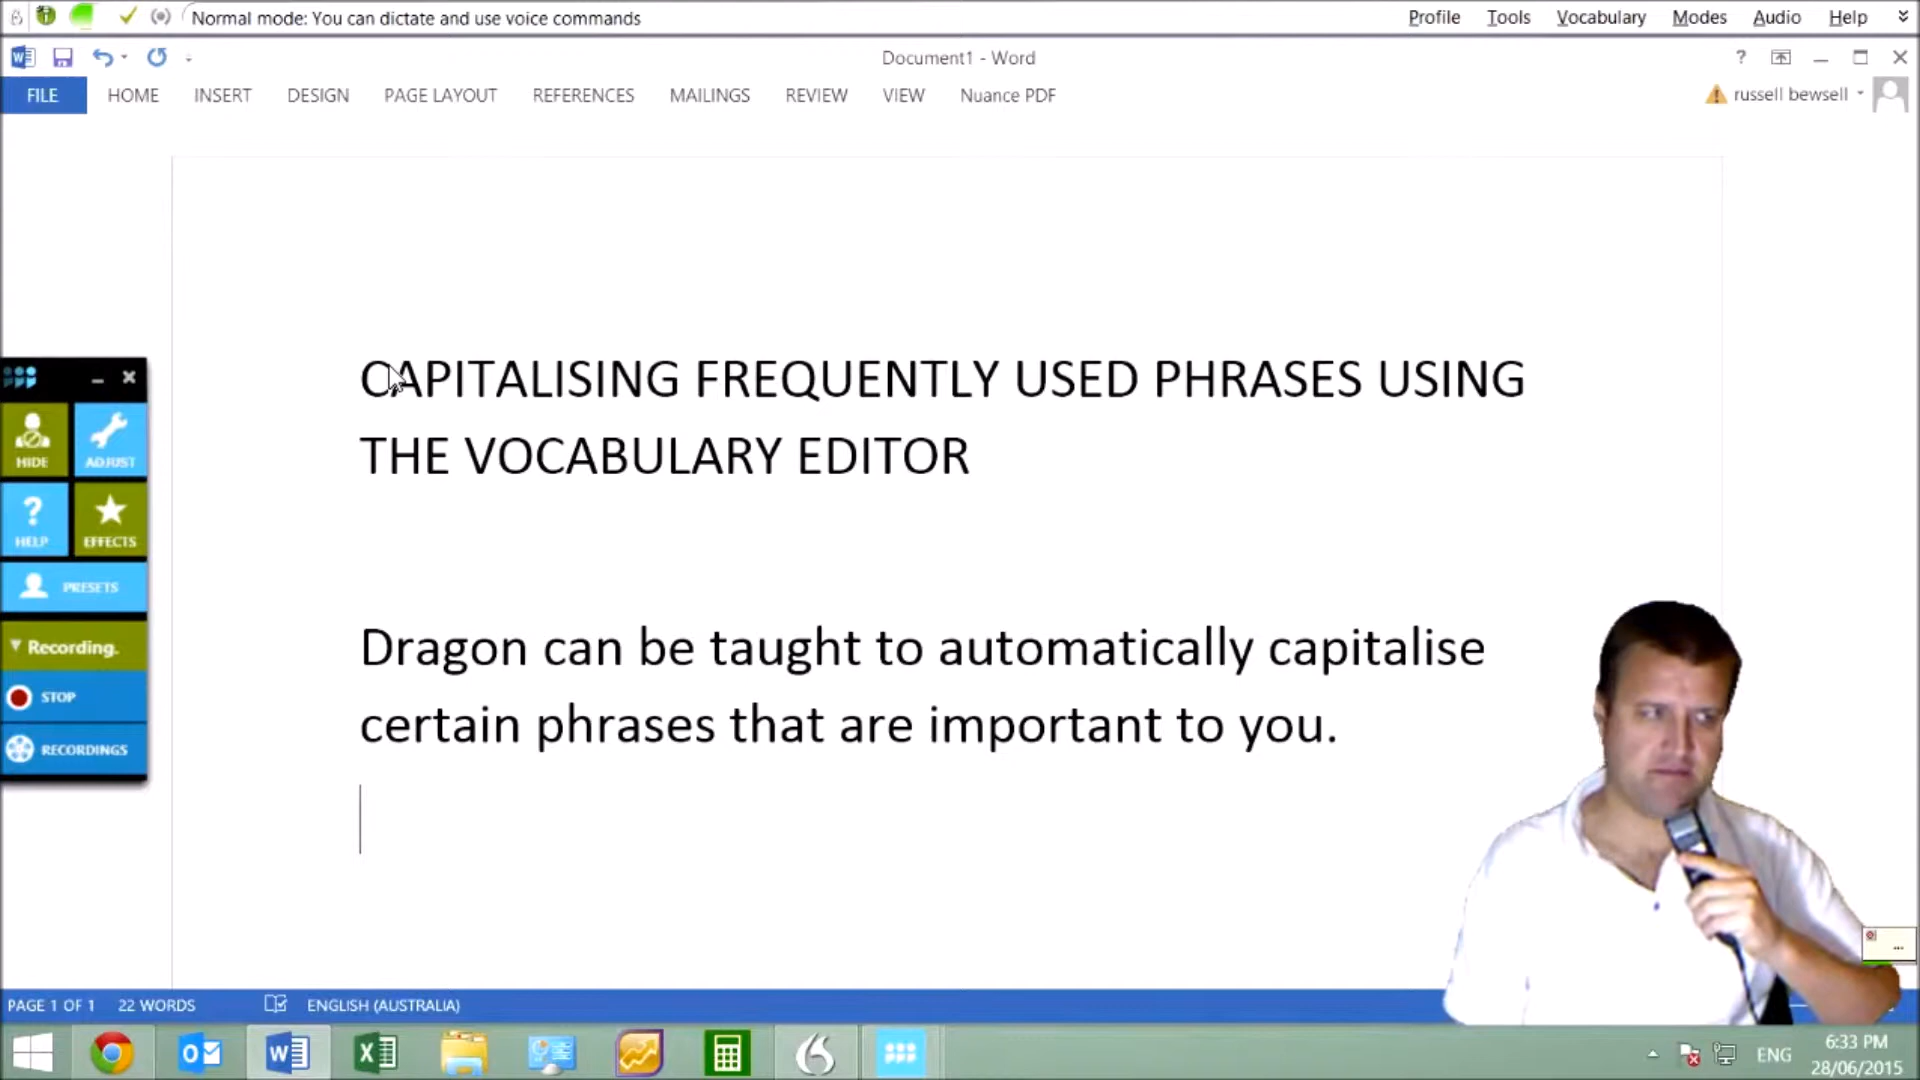 Normal mode: You can dictate and use voice commands
Profile Tools Vocabulary Modes Audio Help
Document1 - Word
?
FILE HOME INSERT DESIGN PAGE LAYOUT REFERENCES MAILINGS REVIEW VIEW Nuance PDF
russell bewsell
CAPITALISING FREQUENTLY USED PHRASES USING
THE VOCABULARY EDITOR
HIDE ADJUST
?
HELP EFFECTS
PRESETS
Recording.
STOP
RECORDINGS
Dragon can be taught to automatically capitalise
certain phrases that are important to you.
...
PAGE 1 OF 1 22 WORDS ENGLISH (AUSTRALIA)
ENG
6:33 PM
28/06/2015